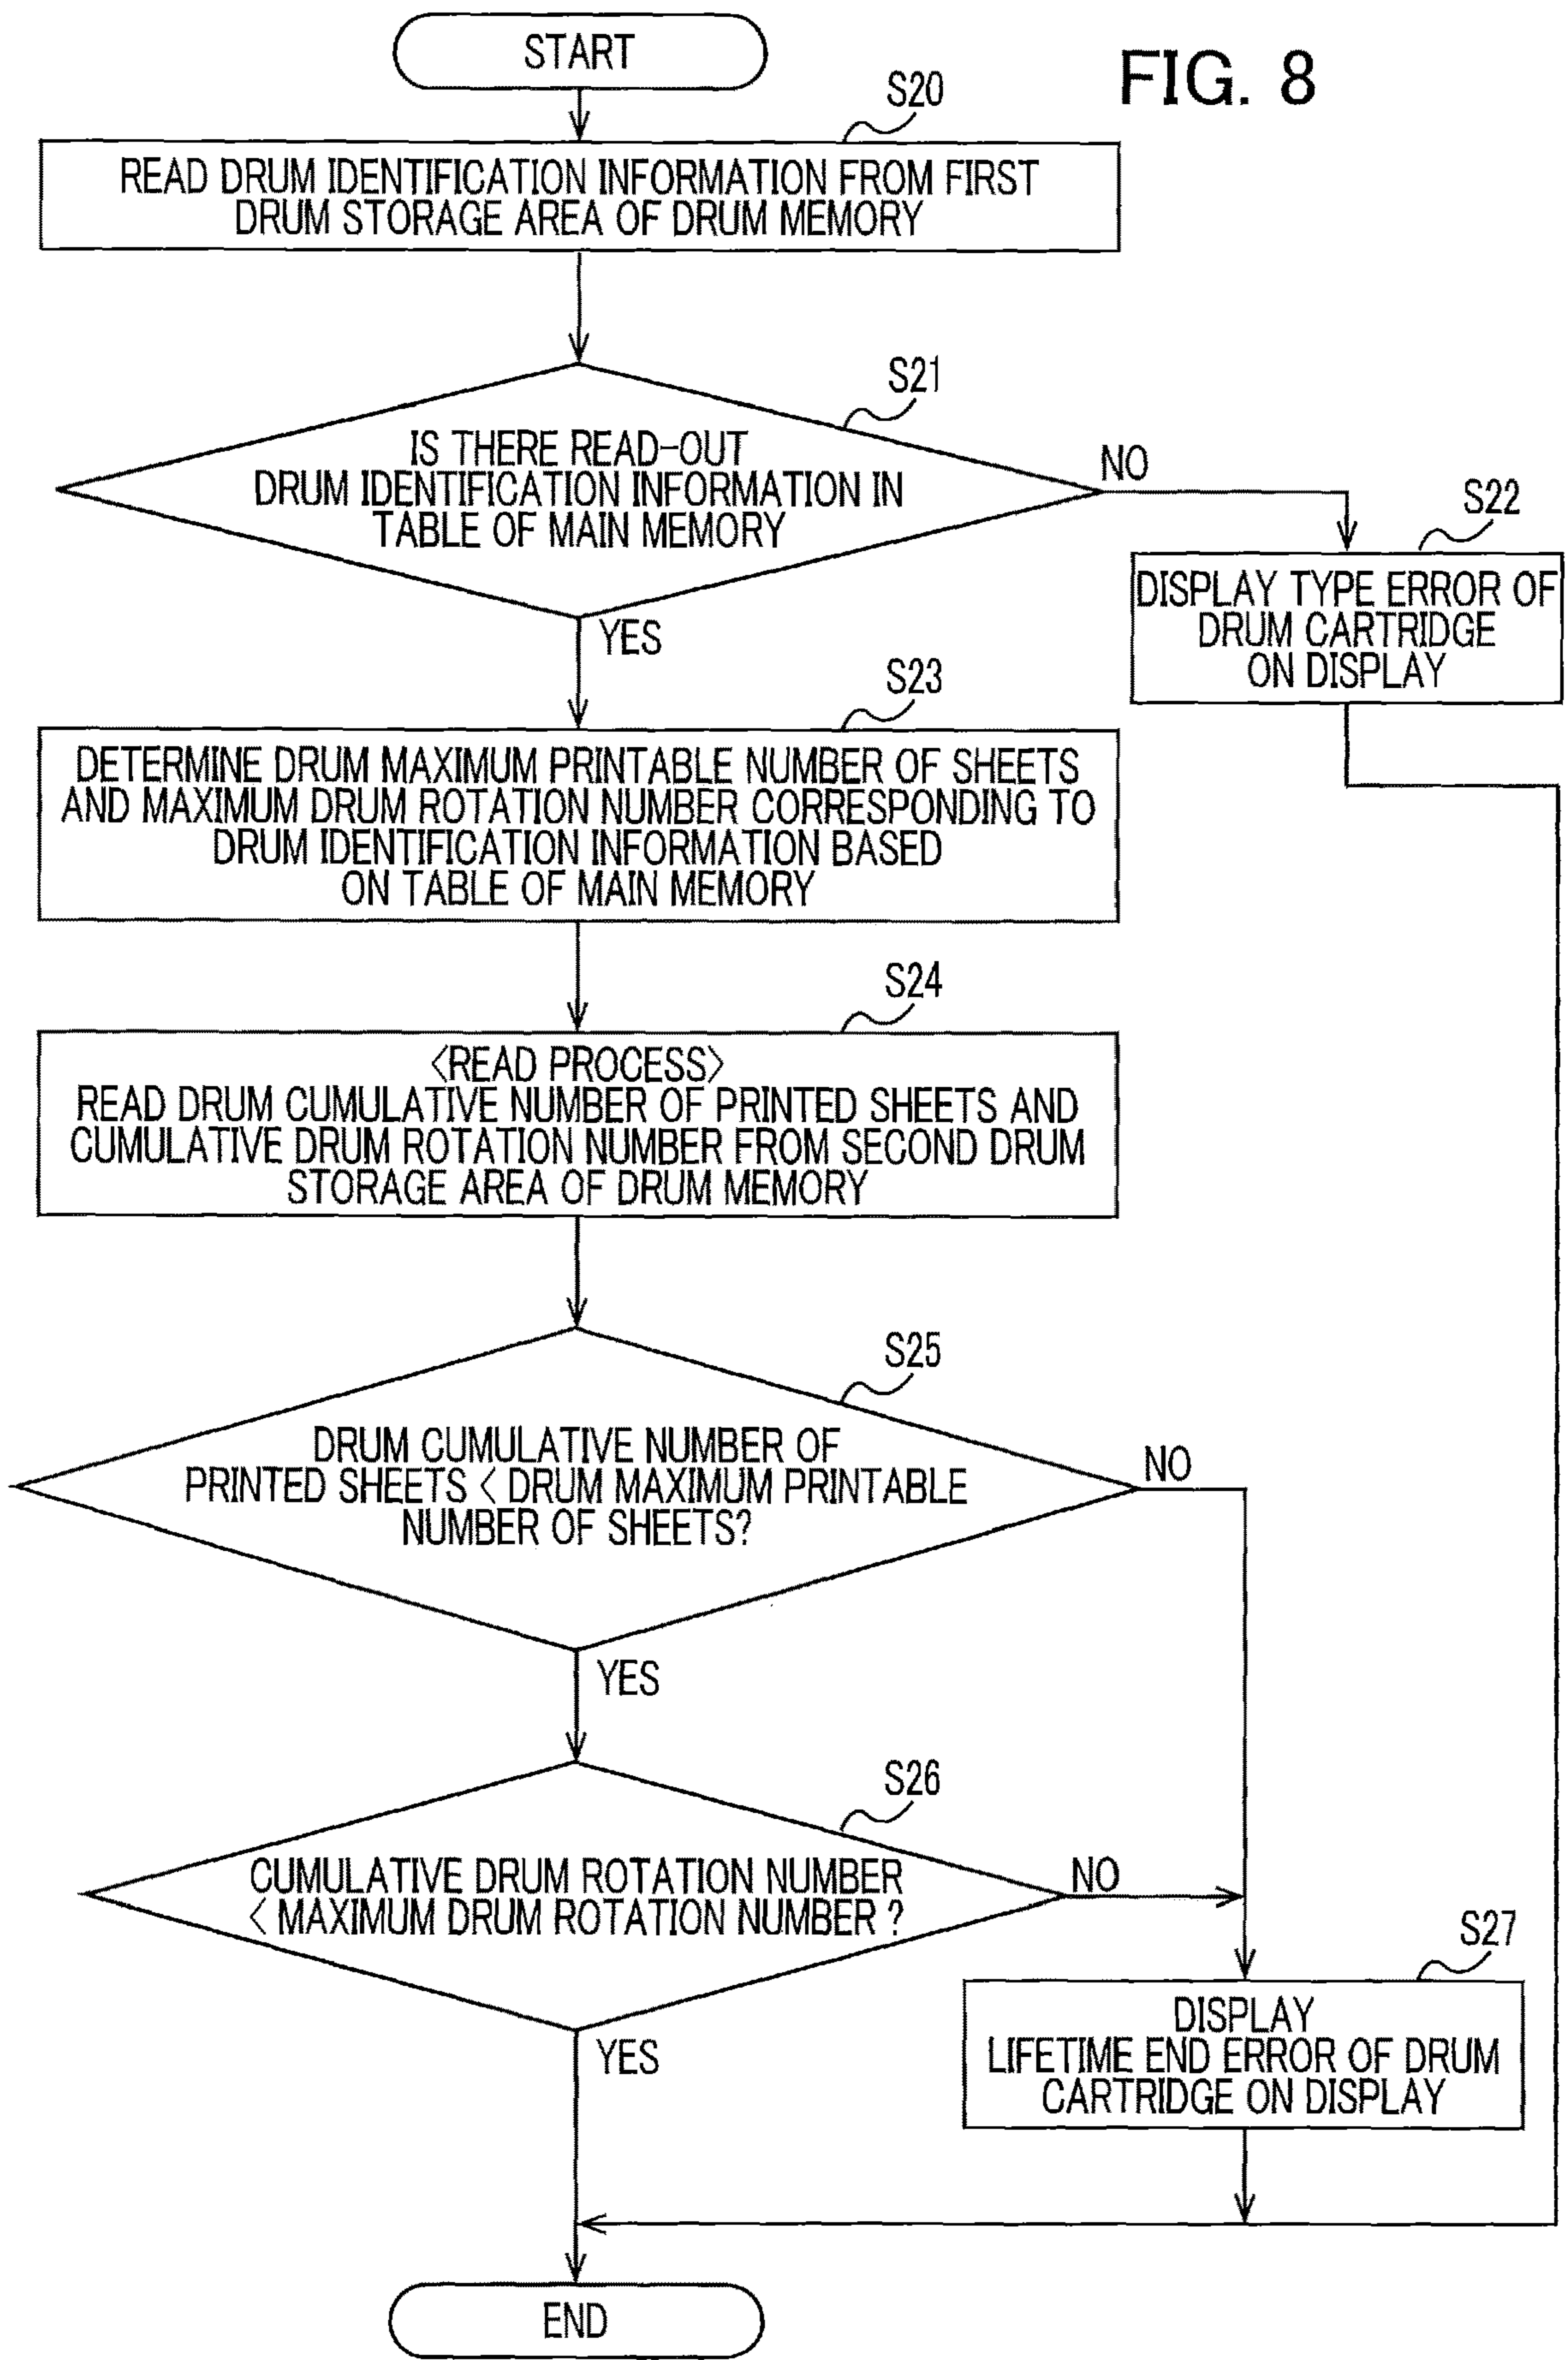 START
FIG. 8
S20
READ DRUM IDENTIFICATION INFORMATION FROM FIRST
DRUM STORAGE AREA OF DRUM MEMORY
S21
IS THERE READ-OUT
DRUM IDENTIFICATION INFORMATION IN
TABLE OF MAIN MEMORY
NO
YES
S22
DISPLAY TYPE ERROR OF
DRUM CARTRIDGE
ON DISPLAY
S23
DETERMINE DRUM MAXIMUM PRINTABLE NUMBER OF SHEETS
AND MAXIMUM DRUM ROTATION NUMBER CORRESPONDING TO
DRUM IDENTIFICATION INFORMATION BASED
ON TABLE OF MAIN MEMORY
S24
<READ PROCESS>
READ DRUM CUMULATIVE NUMBER OF PRINTED SHEETS AND
CUMULATIVE DRUM ROTATION NUMBER FROM SECOND DRUM
STORAGE AREA OF DRUM MEMORY
S25
DRUM CUMULATIVE NUMBER OF
PRINTED SHEETS < DRUM MAXIMUM PRINTABLE
NUMBER OF SHEETS?
NO
YES
S26
CUMULATIVE DRUM ROTATION NUMBER
< MAXIMUM DRUM ROTATION NUMBER ?
NO
YES
S27
DISPLAY
LIFETIME END ERROR OF DRUM
CARTRIDGE ON DISPLAY
END